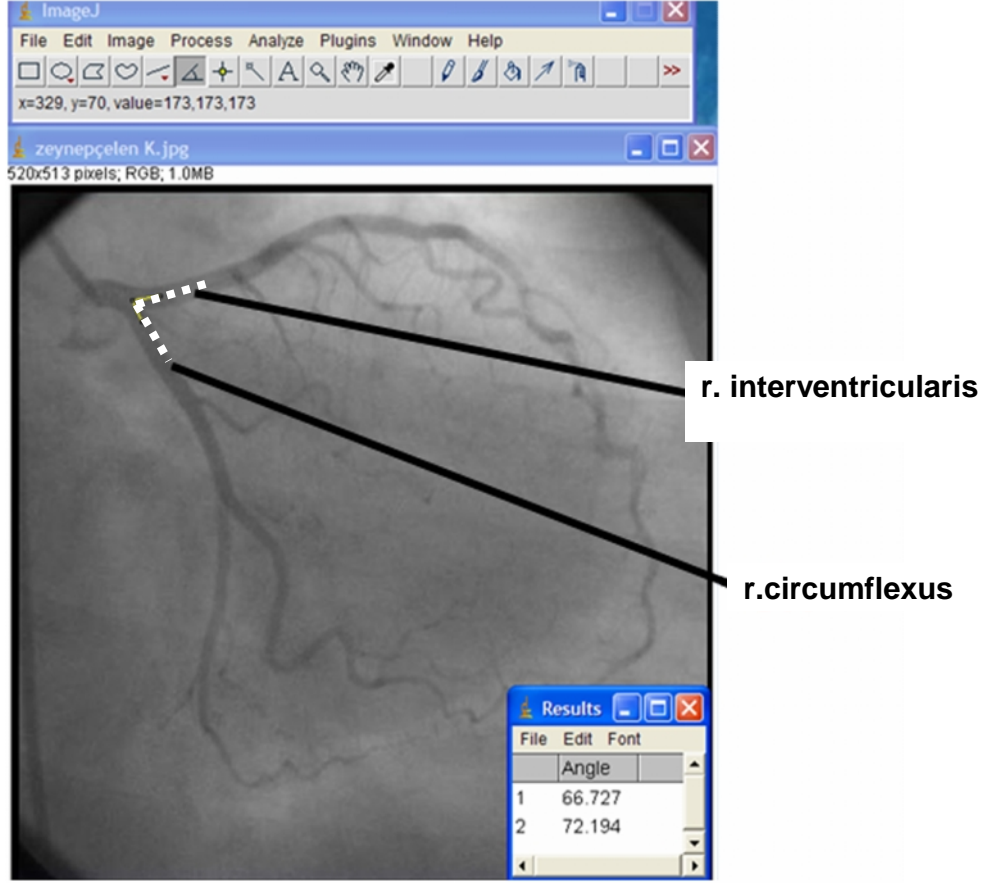 ImageJ
File Edit Image Process Analyze Plugins Window Help
A >>
x=329, y=70, value=173,173,173
zeynepçelen K.jpg
520x513 pixels; RGB; 1.0MB
r. interventricularis
r.circumflexus
Results
File Edit Font
Angle
1 66.727
2 72.194